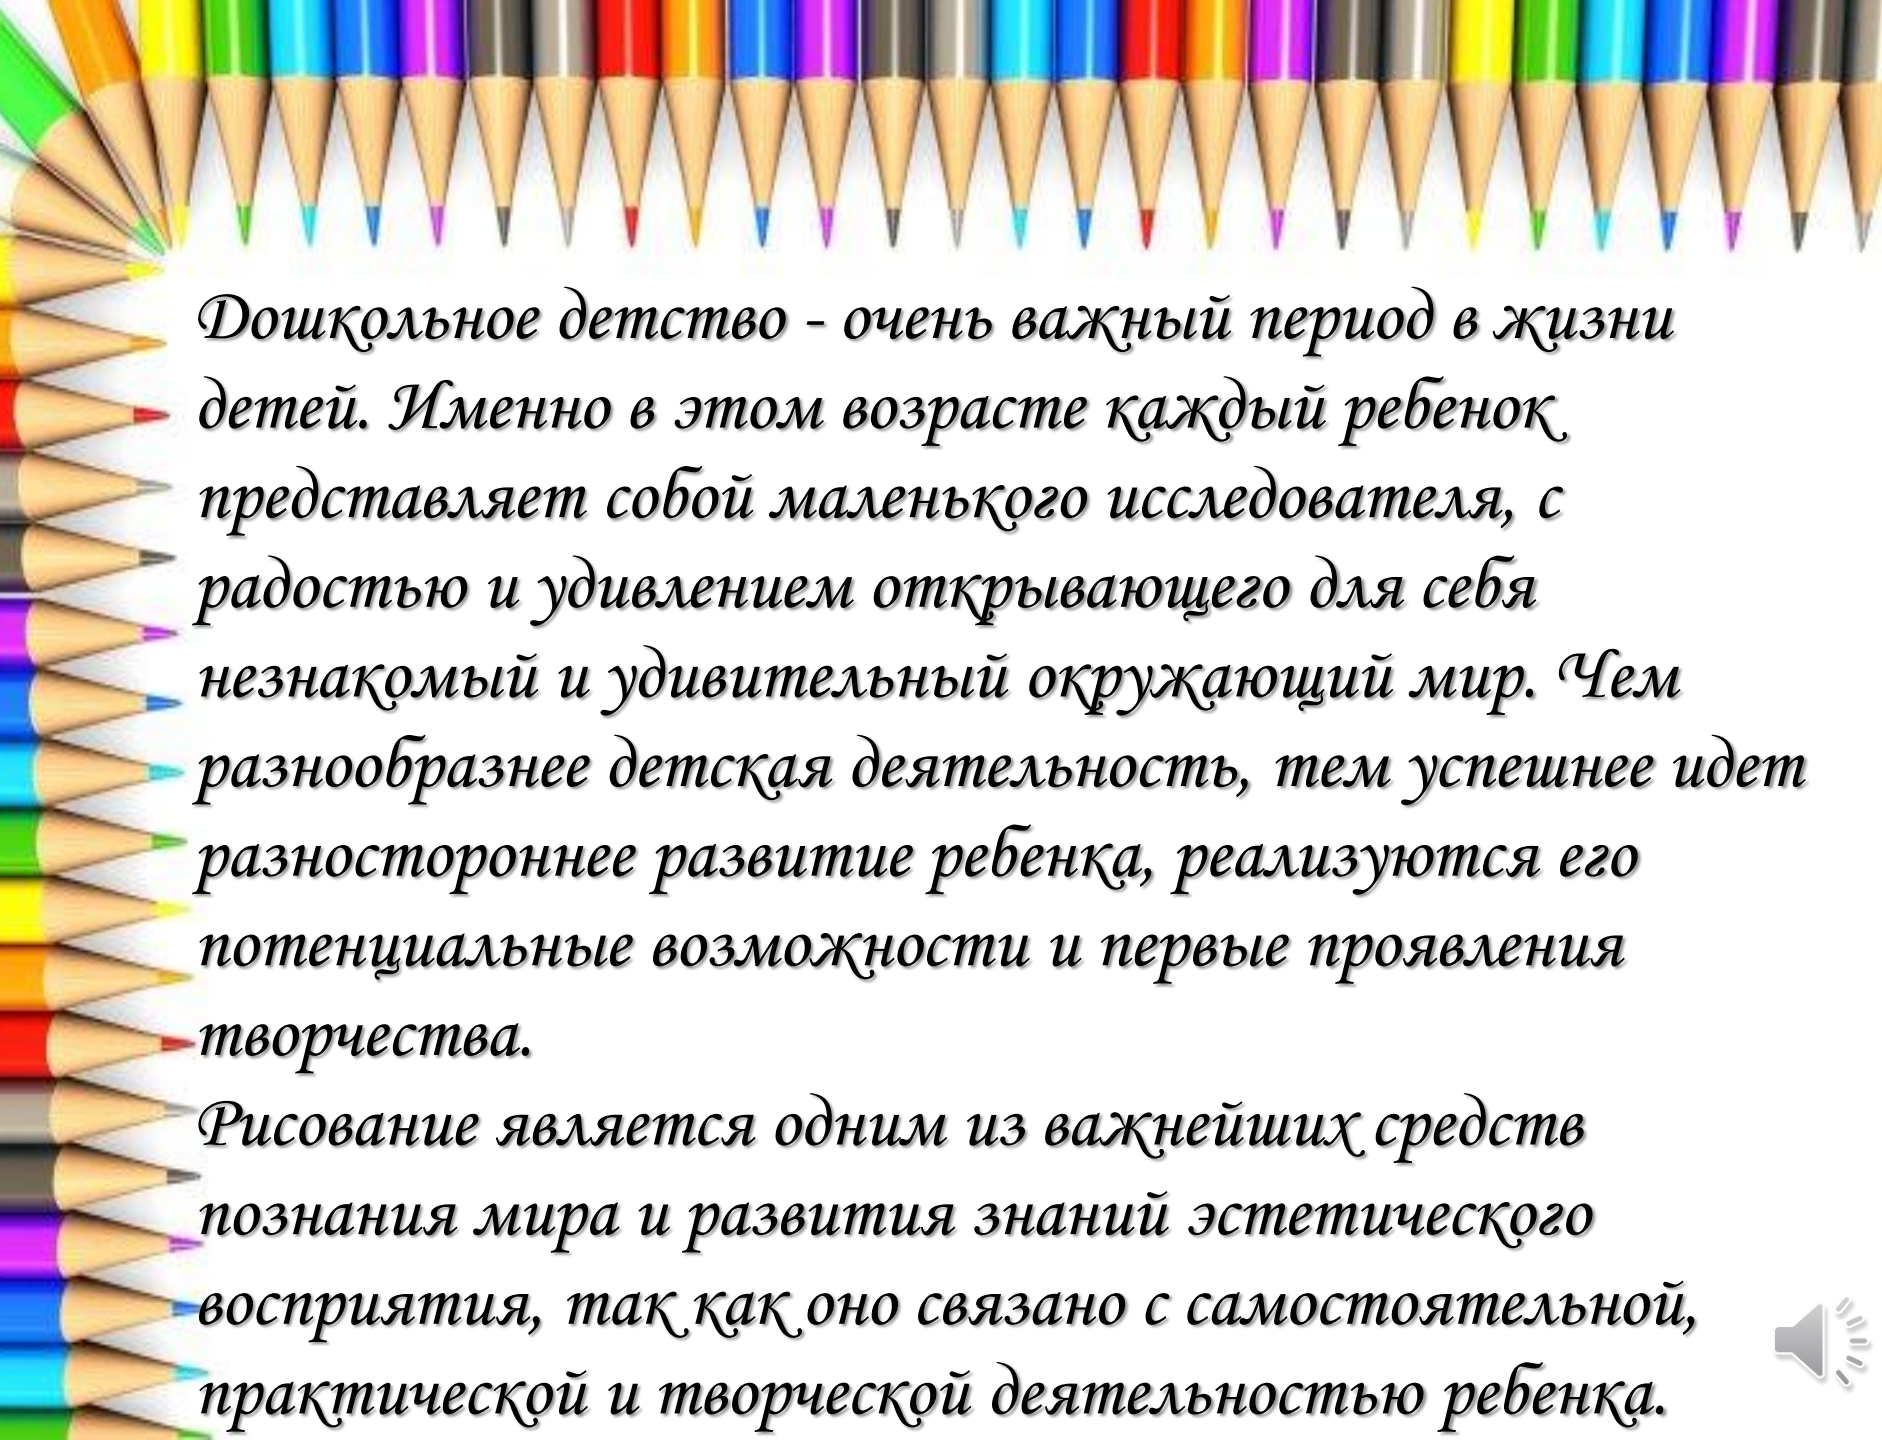 Дошкольное детство - очень важный период в жизни
детей. Именно в этом возрасте каждый ребенок
представляет собой маленького исследователя, с
радостью и удивлением открывающего для себя
незнакомый и удивительный окружающий мир. Чем
разнообразнее детская деятельность, тем успешнее идет
разностороннее развитие ребенка, реализуются его
потенциальные возможности и первые проявления
творчества.
Рисование является одним из важнейших средств
познания мира и развития знаний эстетического
восприятия, так как оно связано с самостоятельной,
практической и творческой деятельностью ребенка.